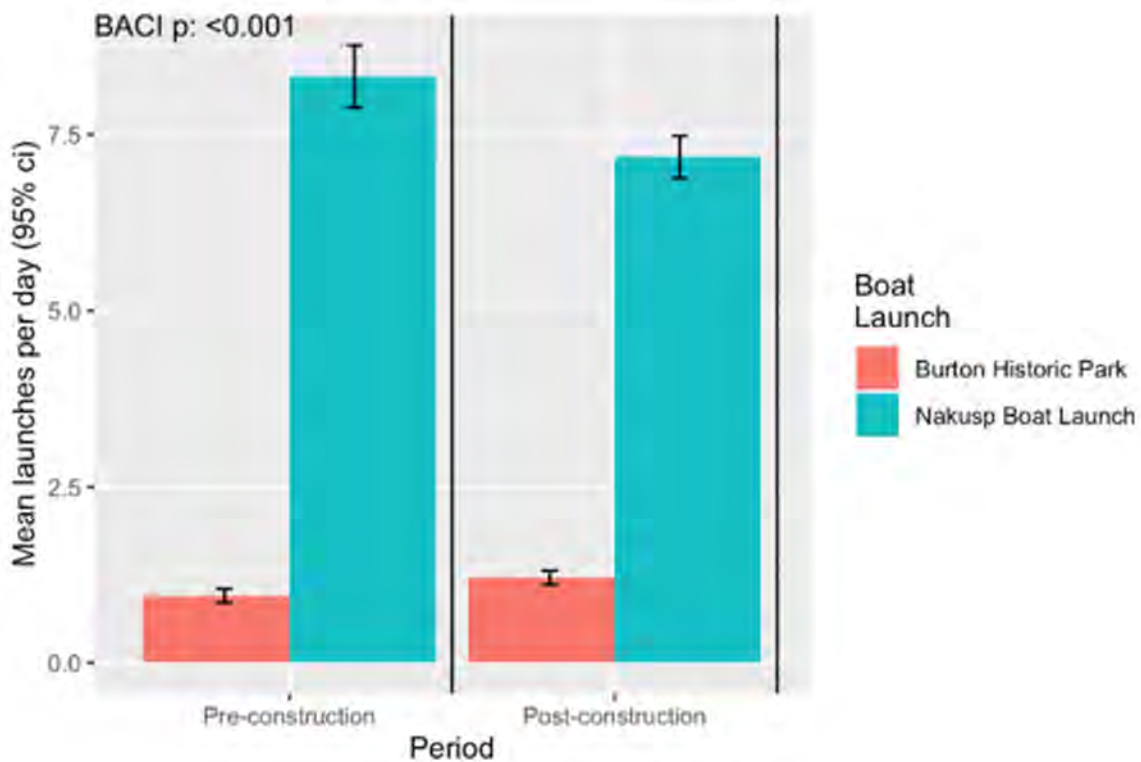 BACI p: <0.001
Mean launches per day (95% ci)
7.5
5.0
2.5
0.0
Pre-construction
Post-construction
Period
Boat
Launch
Burton Historic Park
Nakusp Boat Launch